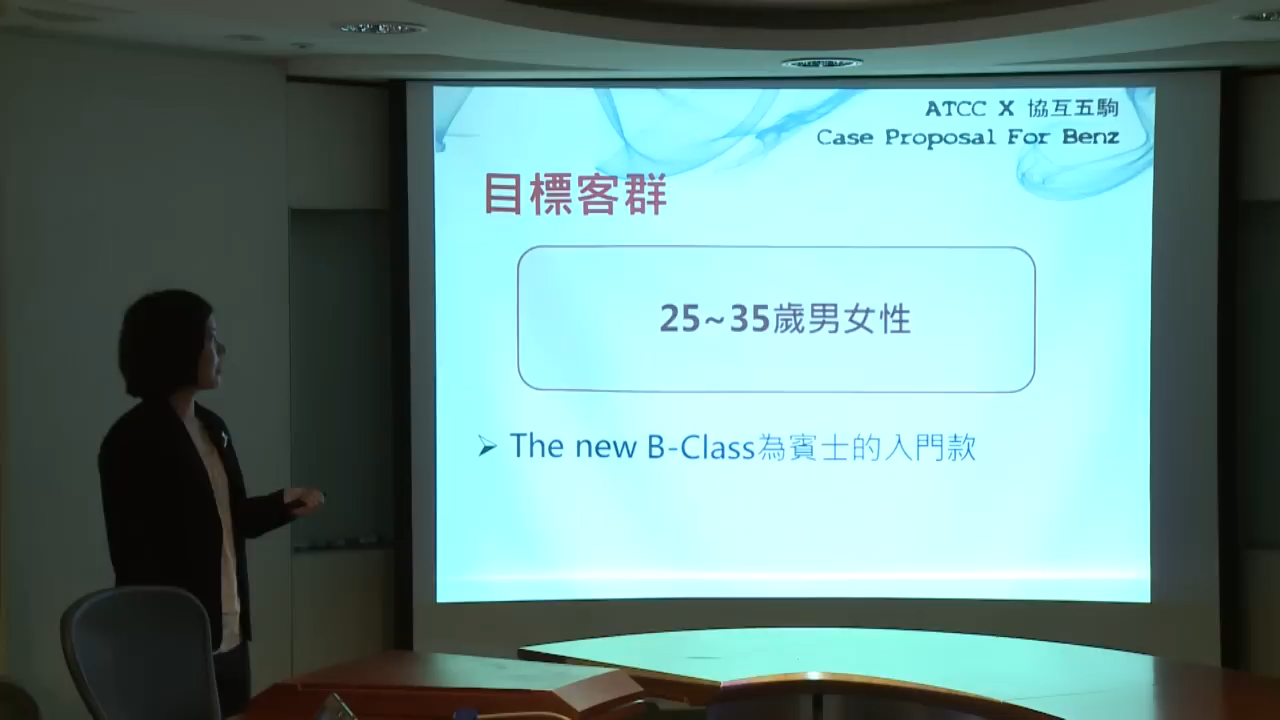 ATCC X 協互五駒
Case Proposal For Benz
目標客群
25~35歲男女性
➢ The new B-Class為賓士的入門款